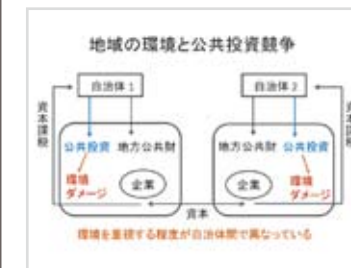 地域の環境と公共投資競争
自治体1
自治体2
資本課税
資本課税
公共投資 地方公共財
地方公共財 公共投資
環境
ダメージ
環境
ダメージ
企業
企業
資本
環境を重視する程度が自治体間で異なっている